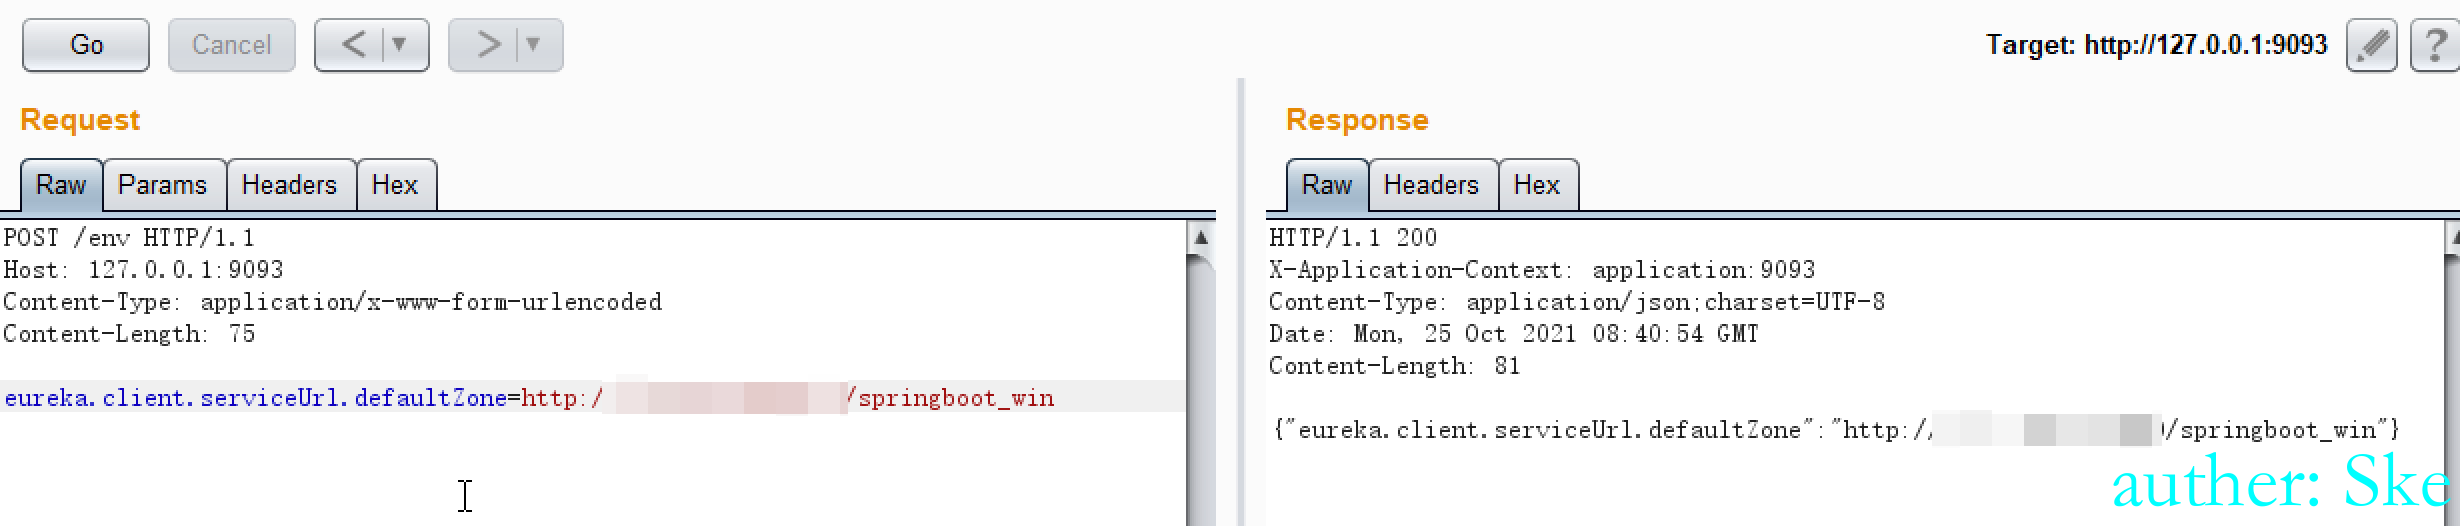 Go
Cancel
<
>
Target: http://127.0.0.1:9093
?
Request
Response
Raw
Params
Headers
Hex
Raw
Headers
Hex
POST /env HTTP/1.1
Host: 127.0.0.1:9093
Content-Type: application/x-www-form-urlencoded
Content-Length: 75
eureka.client.serviceUrl.defaultZone=http:/ /springboot_win
HTTP/1.1 200
X-Application-Context: application:9093
Content-Type: application/json;charset=UTF-8
Date: Mon, 25 Oct 2021 08:40:54 GMT
Content-Length: 81
{"eureka.client.serviceUrl.defaultZone":"http:// /springboot_win"}
auther: Ske